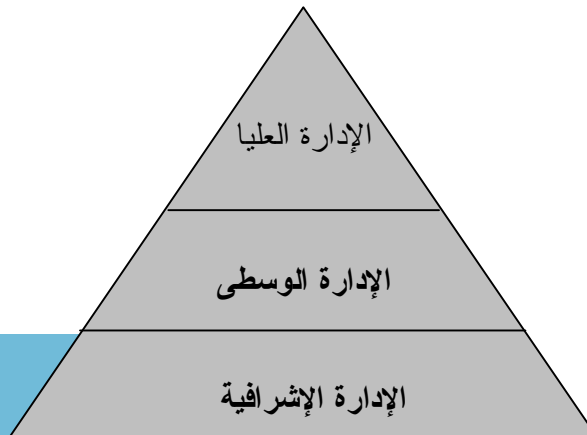 الإدارة العليا
الإدارة الوسطى
الإدارة الإشرافية